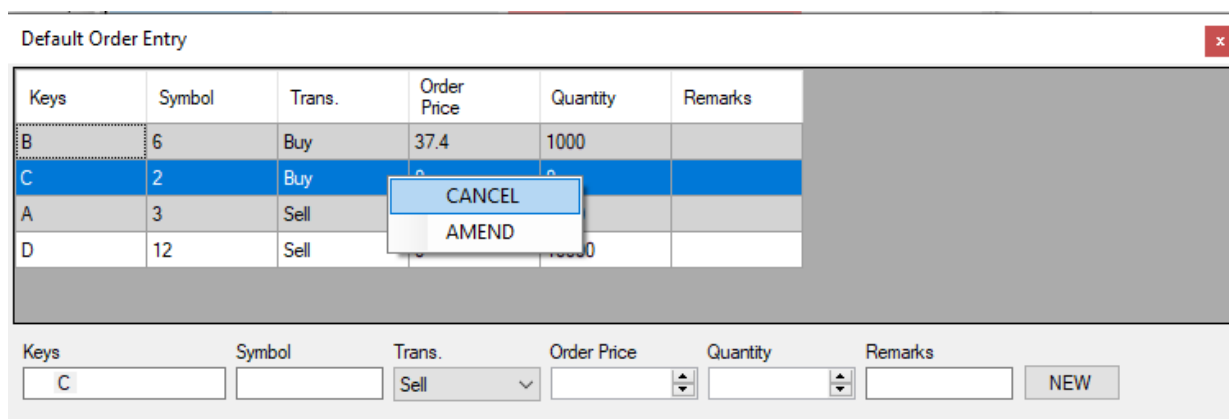 Default Order Entry
x
Keys Symbol Trans. Order Price Quantity Remarks
B 6 Buy 37.4 1000
C 2 Buy
CANCEL
A 3 Sell
AMEND
D 12 Sell
Keys Symbol Trans. Order Price Quantity Remarks
C Sell NEW